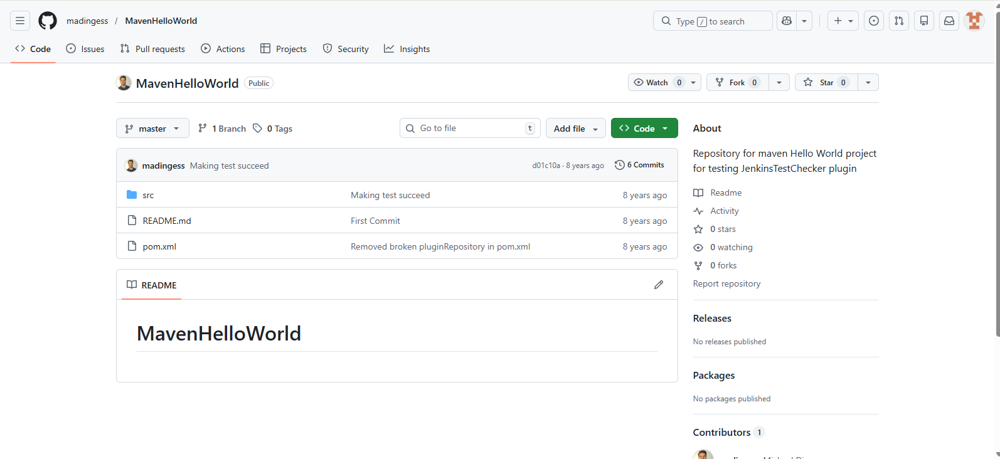 madingess / MavenHelloWorld
Type / to search
Code Issues Pull requests Actions Projects Security Insights
MavenHelloWorld Public
Watch 0 Fork 0 Star 0
master 1 Branch 0 Tags
Go to file t Add file Code
madingess Making test succeed d01c10a · 8 years ago 6 Commits
src Making test succeed 8 years ago
README.md First Commit 8 years ago
pom.xml Removed broken pluginRepository in pom.xml 8 years ago
README
MavenHelloWorld
About
Repository for maven Hello World project
for testing JenkinsTestChecker plugin
Readme
Activity
0 stars
0 watching
0 forks
Report repository
Releases
No releases published
Packages
No packages published
Contributors 1